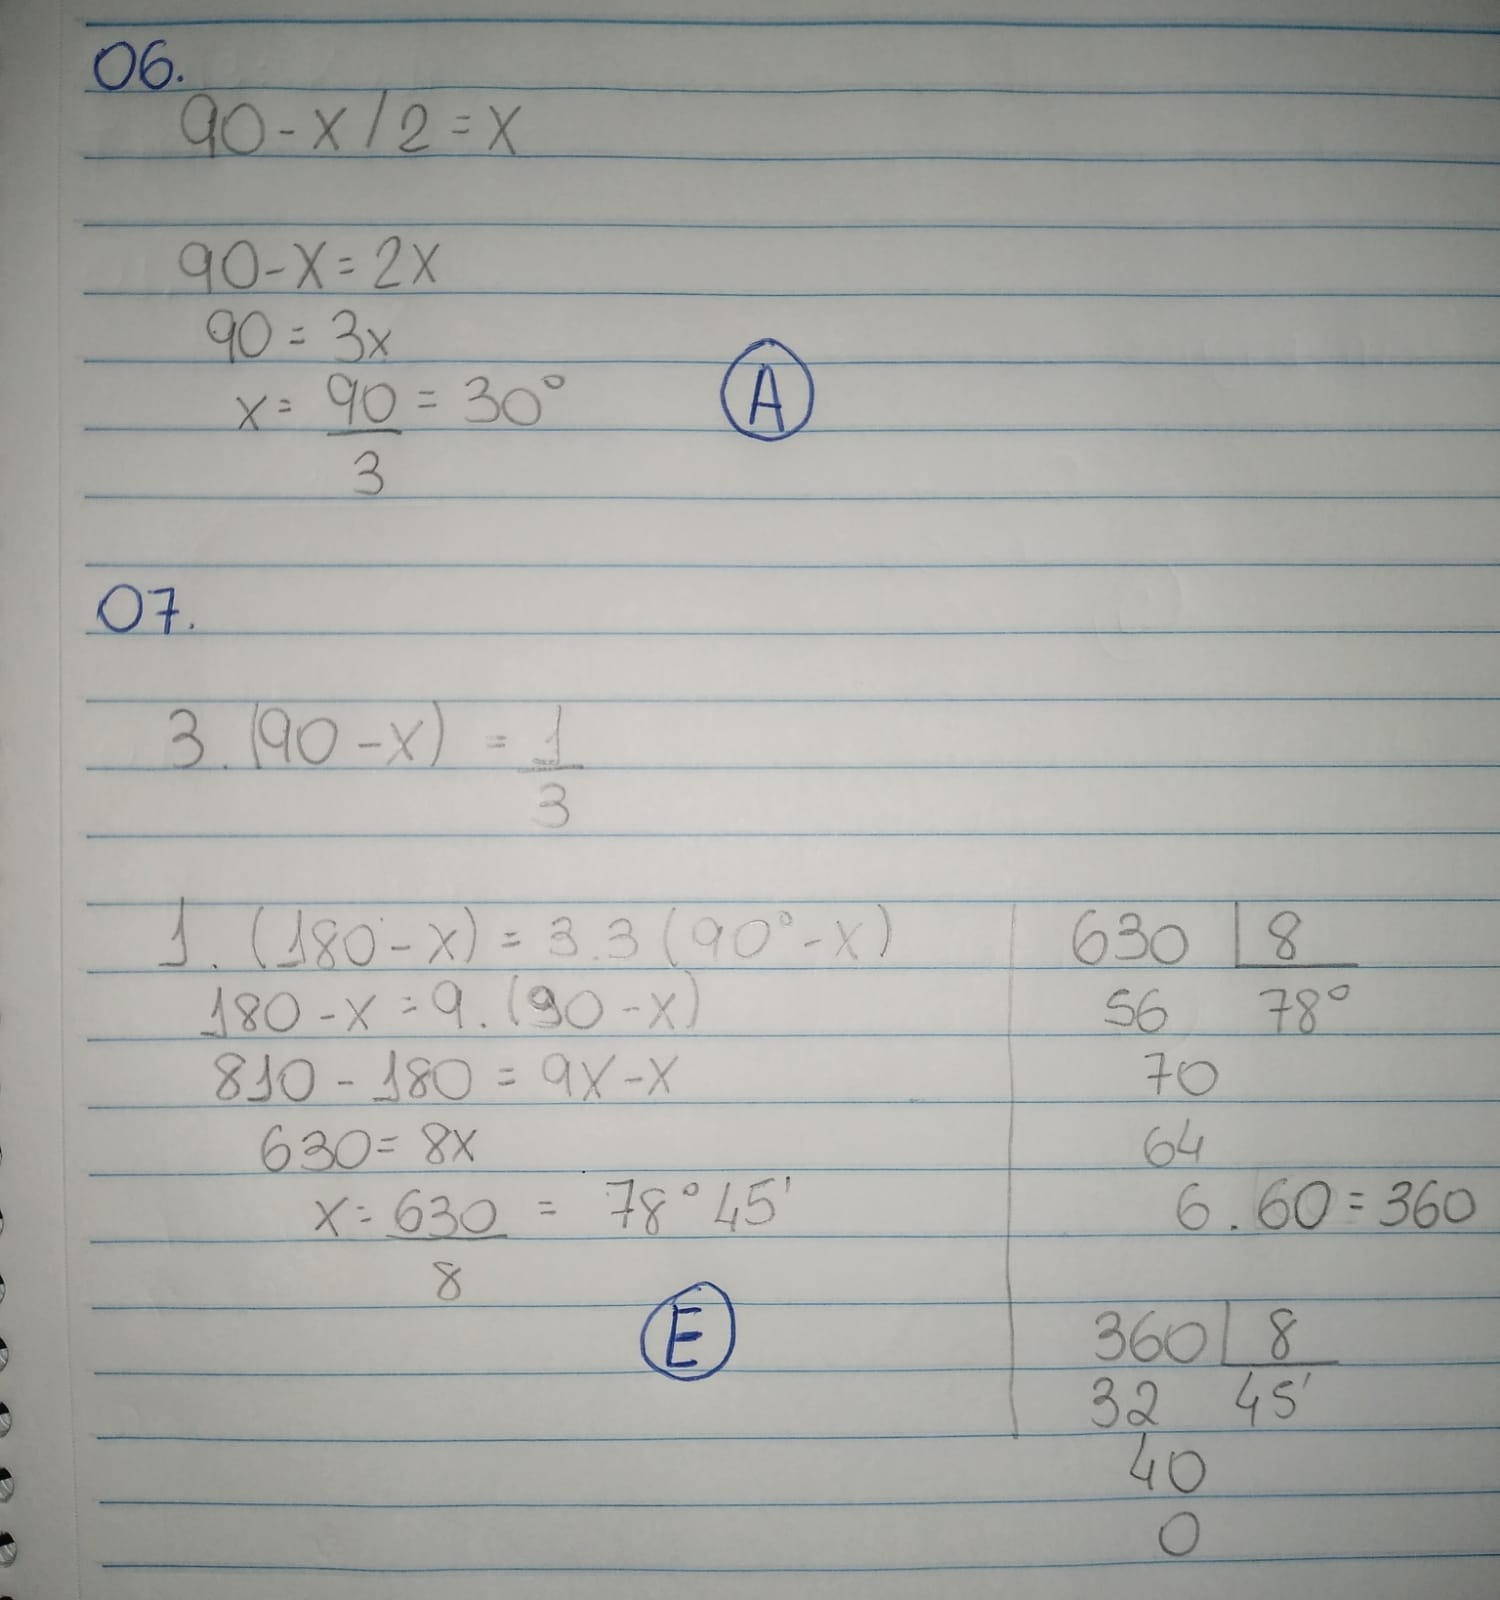 06.
90-x/2=x
90-x=2x
90=3x
x=90=30°
3
A
07.
3.(90-x)=1
3
1.(180-x)=3.3(90°-x)
180-x=9.(90-x)
810-180=9x-x
630=8x
x=630=78°45'
8
E
630 8
56 78°
70
64
6.60=360
360 8
32 45'
40
0